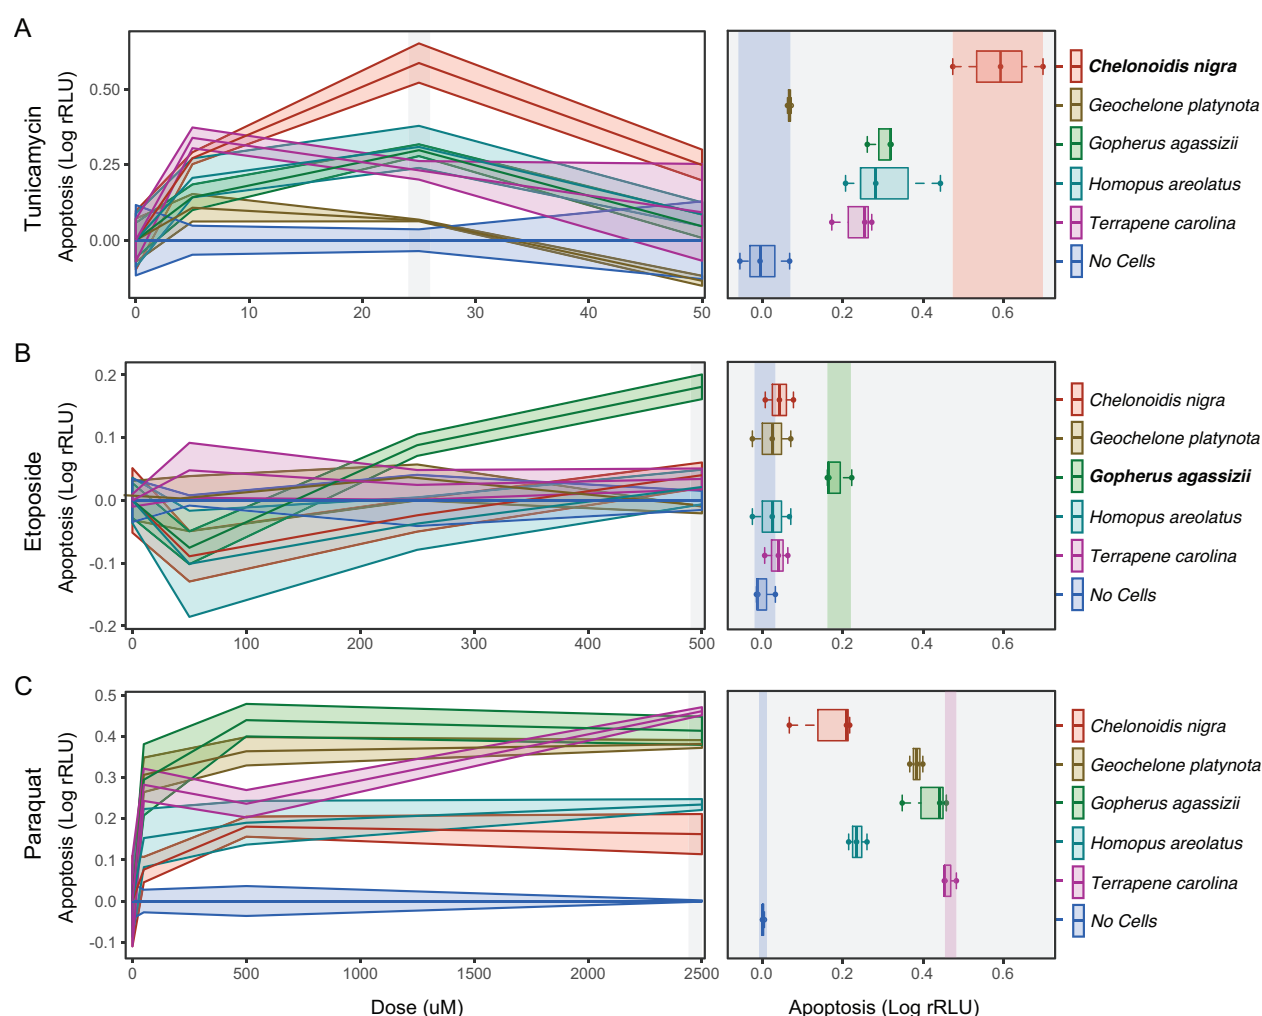 A
Tunicamycin
Apoptosis (Log rRLU)
0.50
0.25
0.00
0 10 20 30 40 50
0.0 0.2 0.4 0.6
Chelonoidis nigra
Geochelone platynota
Gopherus agassizii
Homopus areolatus
Terrapene carolina
No Cells
B
Etoposide
Apoptosis (Log rRLU)
0.2
0.1
0.0
-0.1
-0.2
0 100 200 300 400 500
0.0 0.2 0.4 0.6
Chelonoidis nigra
Geochelone platynota
Gopherus agassizii
Homopus areolatus
Terrapene carolina
No Cells
C
Paraquat
Apoptosis (Log rRLU)
0.5
0.4
0.3
0.2
0.1
0.0
-0.1
0 500 1000 1500 2000 2500
0.0 0.2 0.4 0.6
Chelonoidis nigra
Geochelone platynota
Gopherus agassizii
Homopus areolatus
Terrapene carolina
No Cells
Dose (uM)
Apoptosis (Log rRLU)